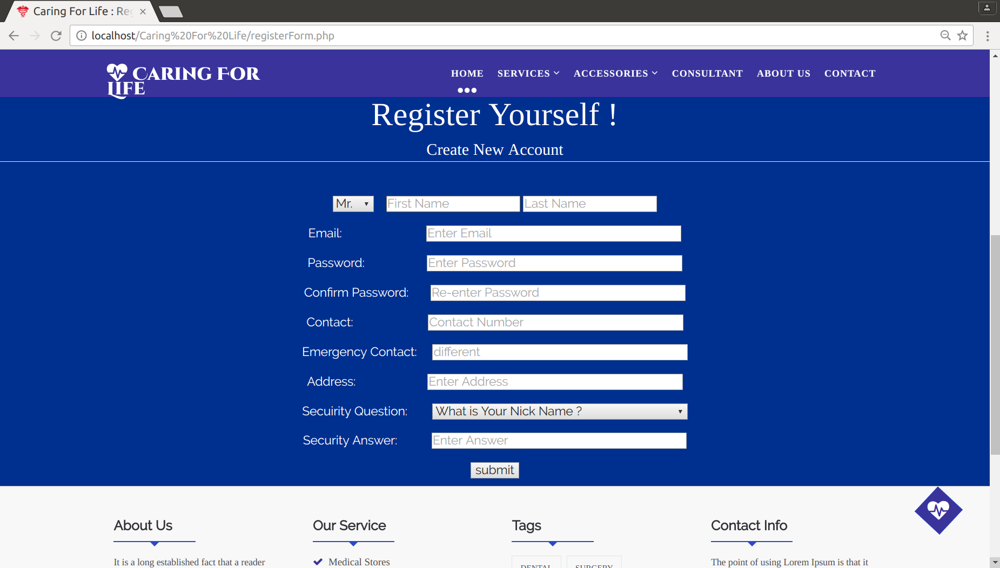 Caring For Life : Reg
localhost/Caring%20For%20Life/registerForm.php
CARING FOR
LIFE
HOME SERVICES ACCESSORIES CONSULTANT ABOUT US CONTACT
Register Yourself !
Create New Account
Mr. First Name Last Name
Email: Enter Email
Password: Enter Password
Confirm Password: Re-enter Password
Contact: Contact Number
Emergency Contact: different
Address: Enter Address
Secuirity Question: What is Your Nick Name ?
Security Answer: Enter Answer
submit
About Us Our Service Tags Contact Info
It is a long established fact that a reader Medical Stores DENTAL SURGERY The point of using Lorem Ipsum is that it